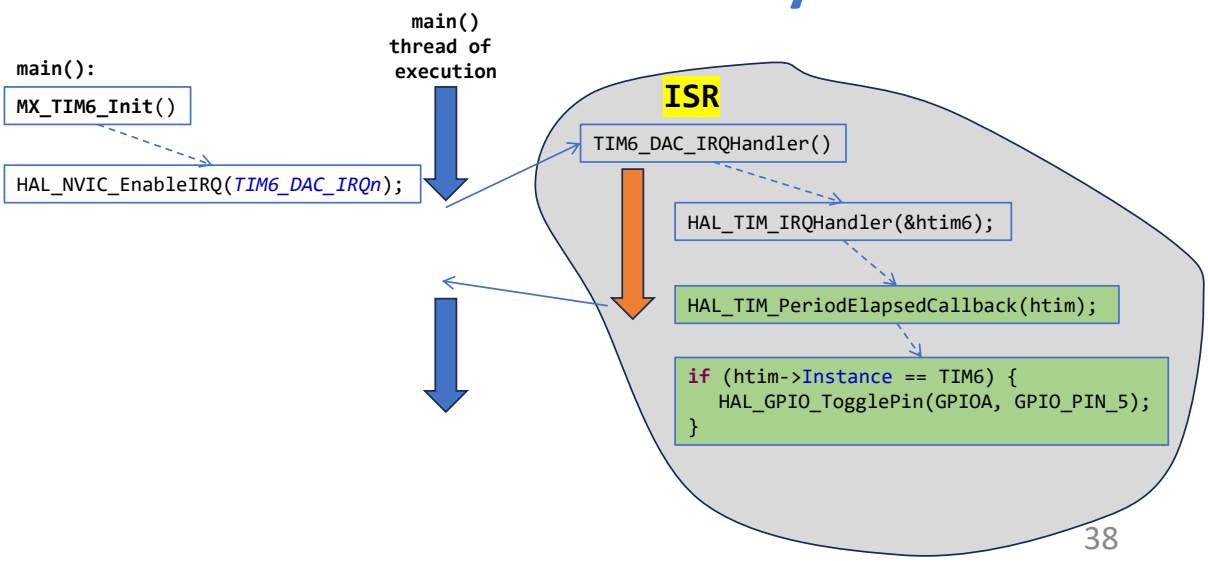 main()
thread of
execution
main():
MX_TIM6_Init()
HAL_NVIC_EnableIRQ(TIM6_DAC_IRQn);
ISR
TIM6_DAC_IRQHandler()
HAL_TIM_IRQHandler(&htim6);
HAL_TIM_PeriodElapsedCallback(htim);
if (htim->Instance == TIM6) {
HAL_GPIO_TogglePin(GPIOA, GPIO_PIN_5);
}
38